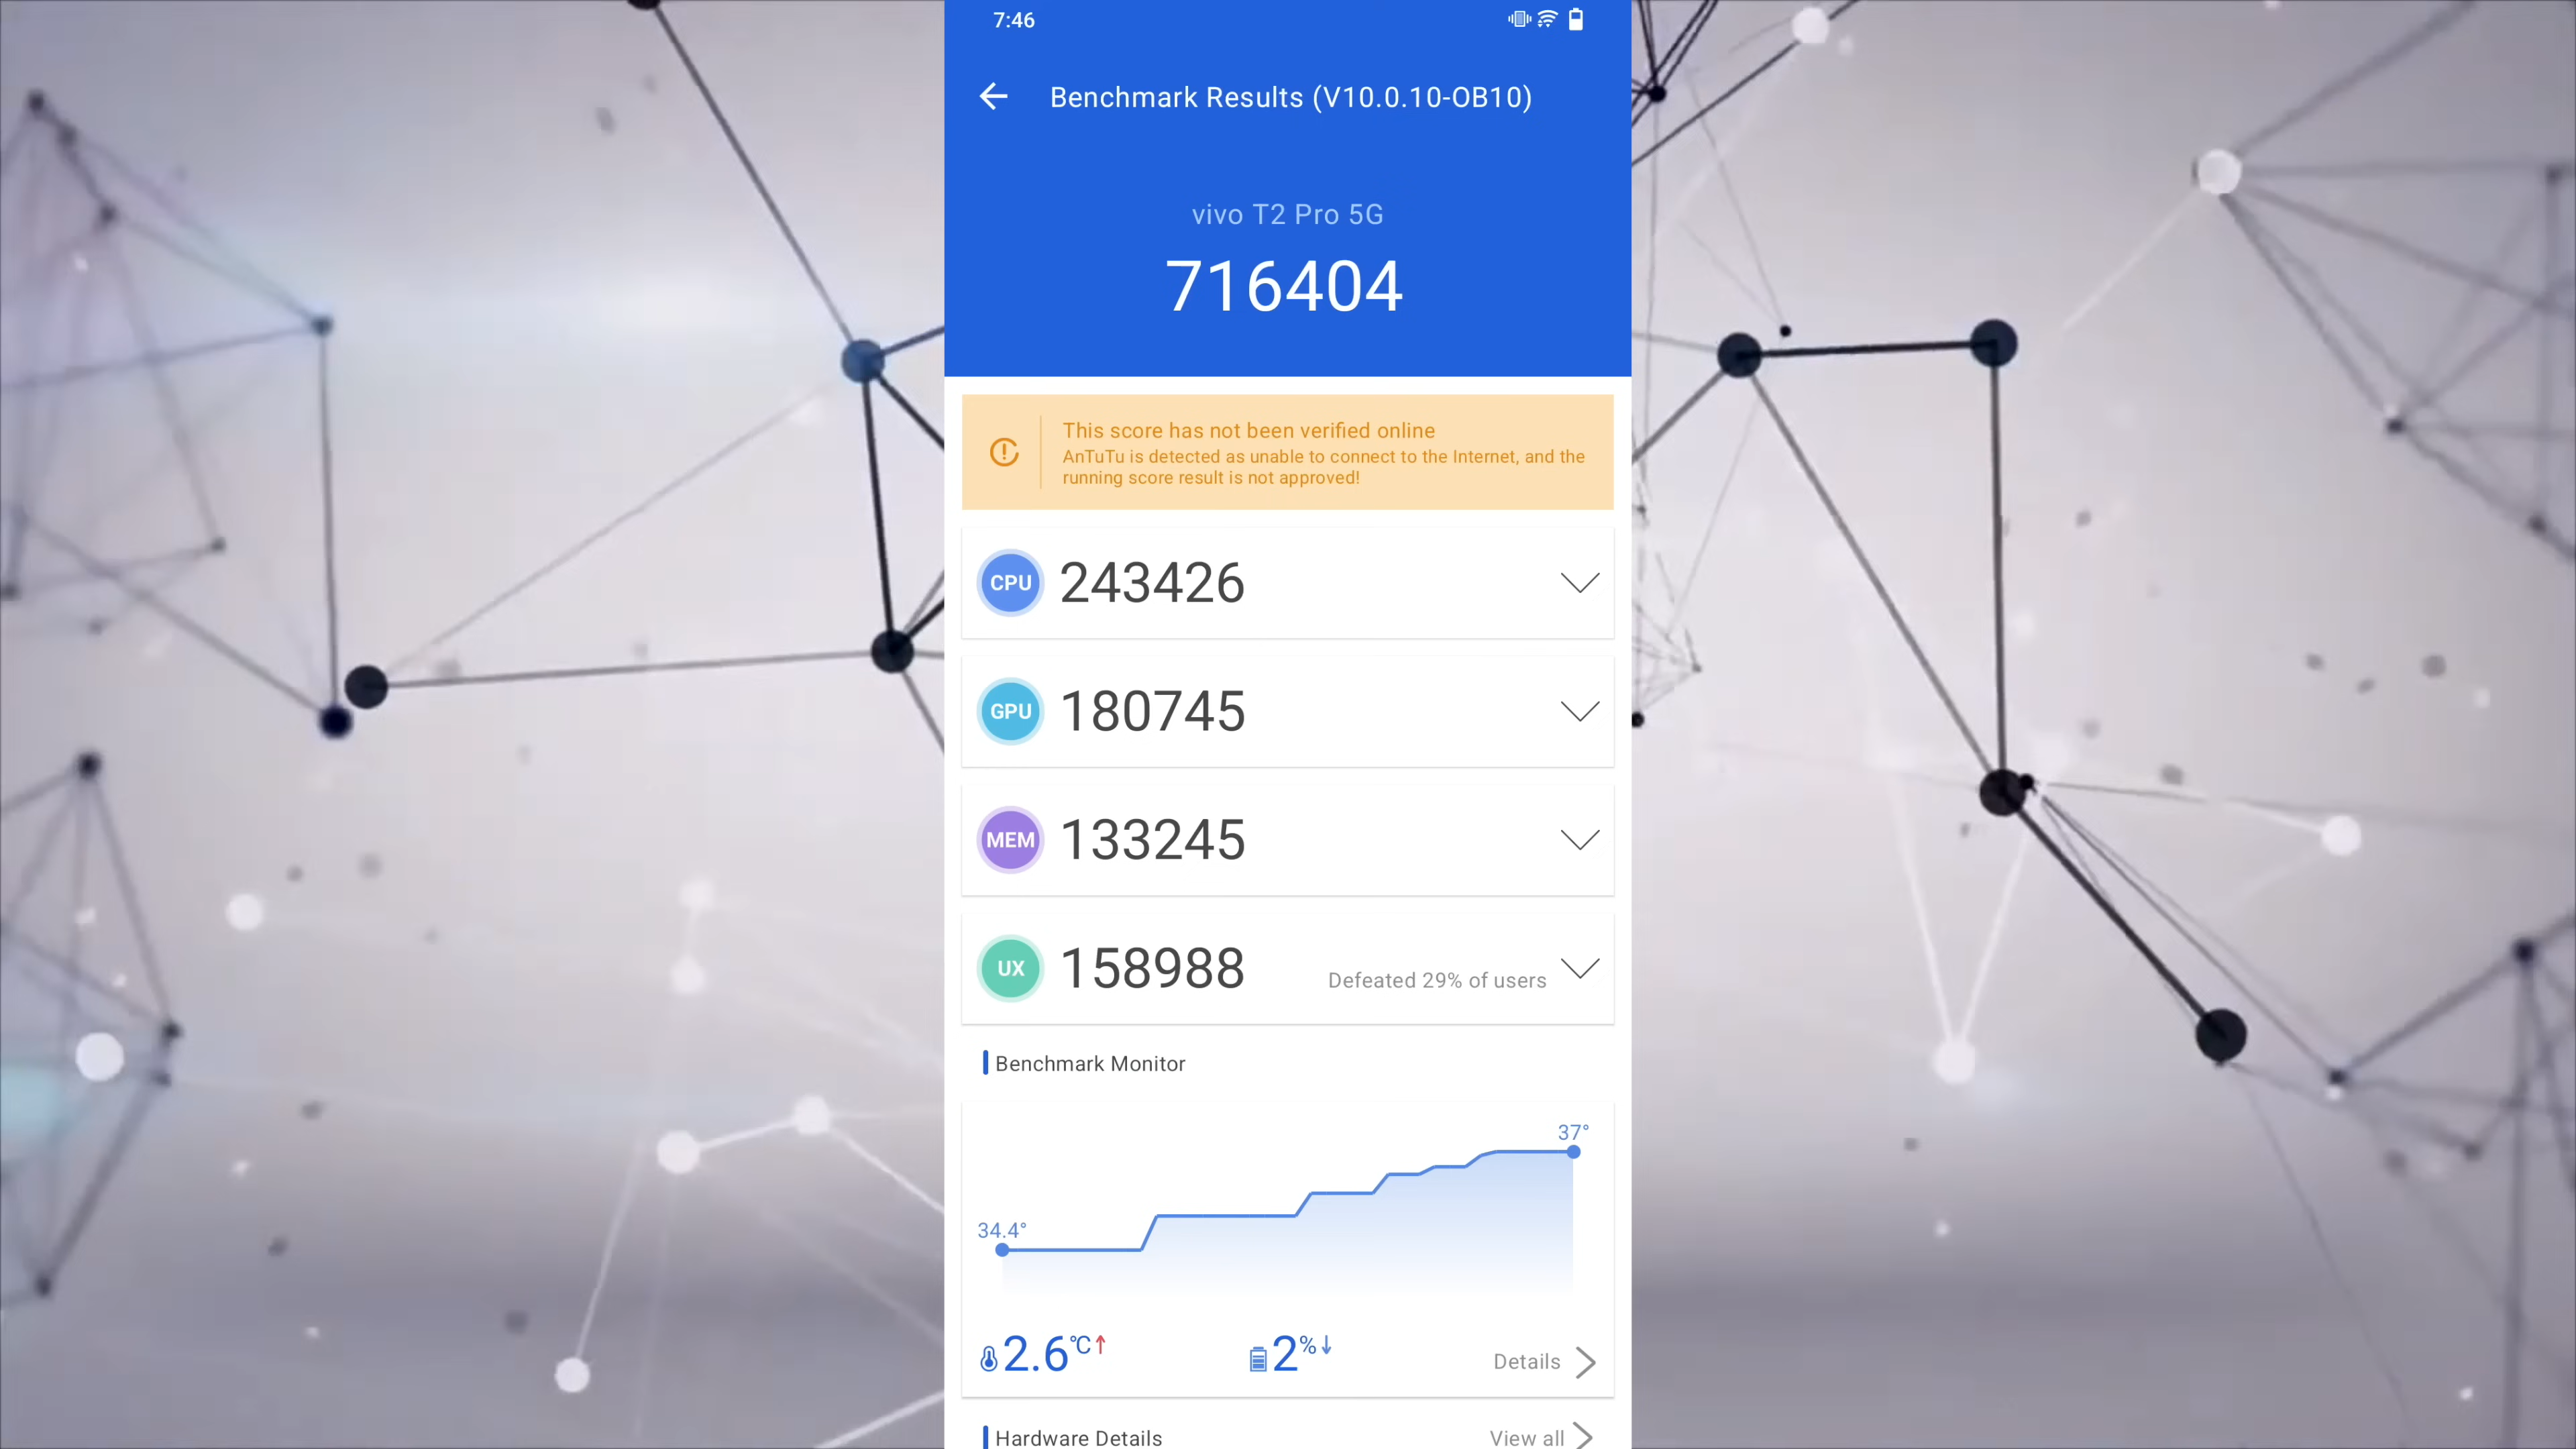 7:46
Benchmark Results (V10.0.10-OB10)
vivo T2 Pro 5G
716404
This score has not been verified online
AnTuTu is detected as unable to connect to the Internet, and the
running score result is not approved!
CPU 243426
GPU 180745
MEM 133245
UX 158988 Defeated 29% of users
Benchmark Monitor
37°
34.4°
2.6°C↑ 2%↓ Details
Hardware Details View all